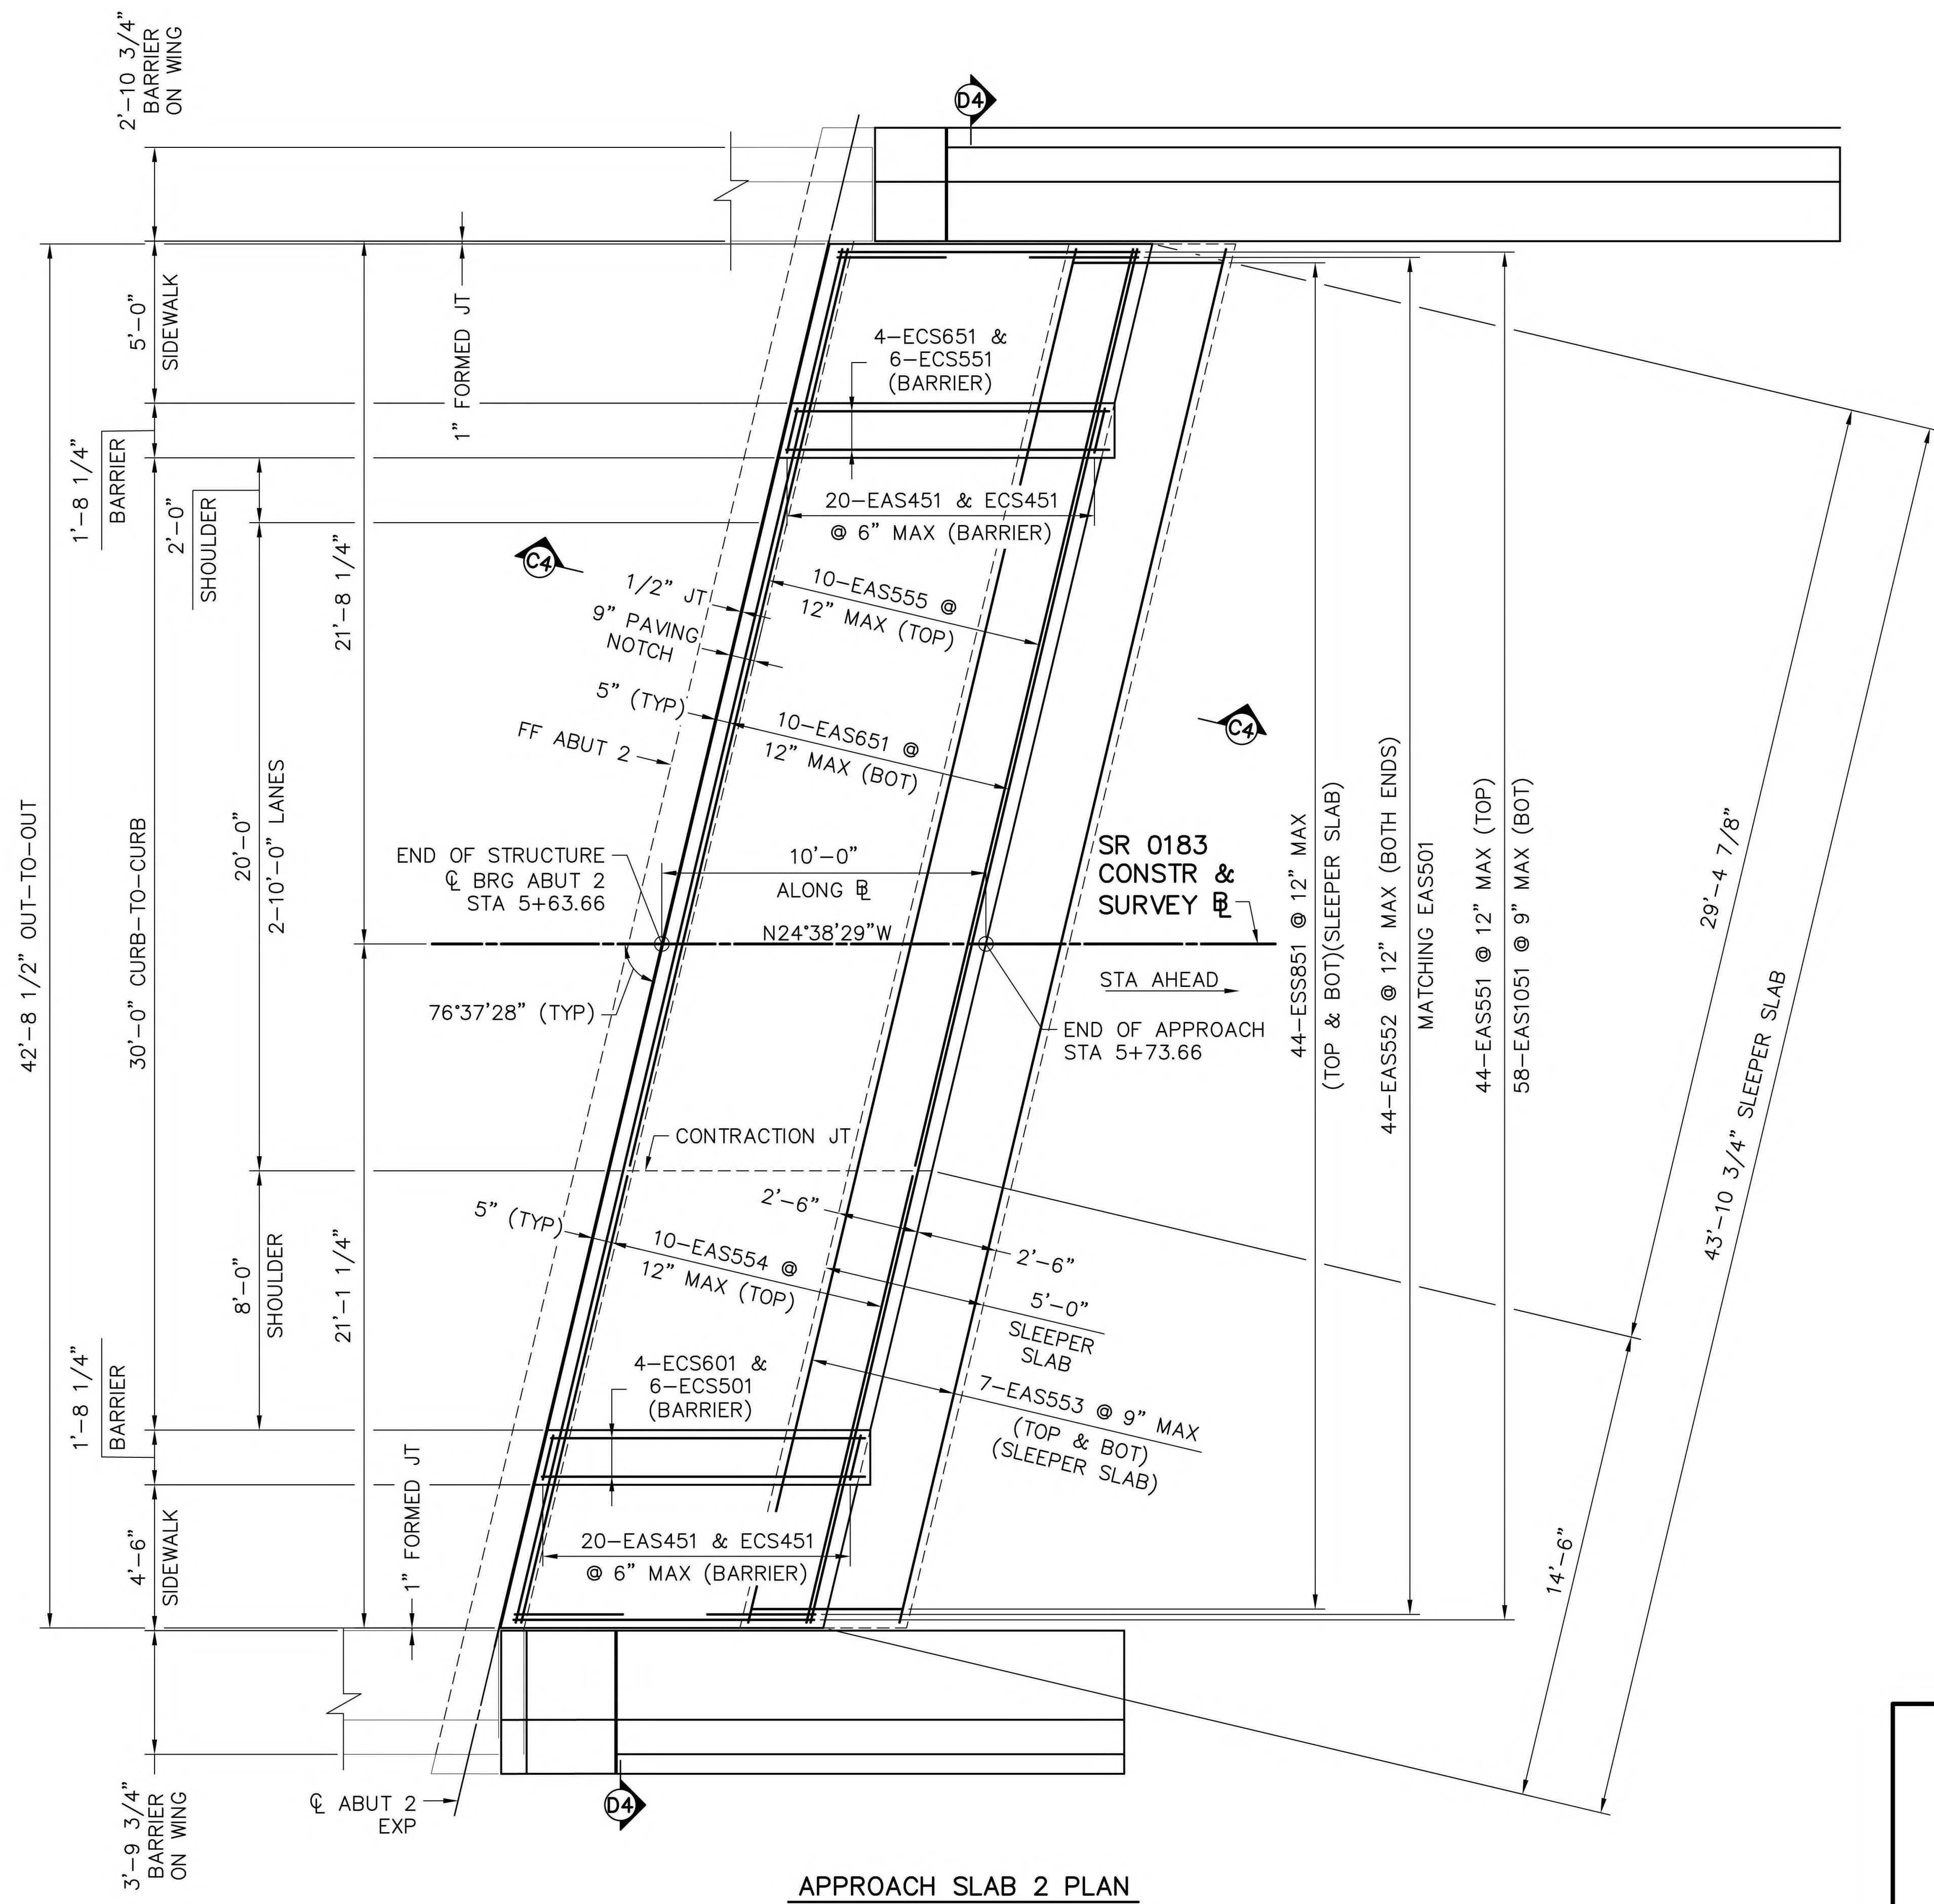 2'-10 3/4"
BARRIER
ON WING
D4
42'-8 1/2" OUT-TO-OUT
5'-0"
SIDEWALK
1'-8 1/4"
BARRIER
2'-0"
SHOULDER
30'-0" CURB-TO-CURB
20'-0"
2-10'-0" LANES
21'-8 1/4"
1" FORMED JT
4-ECS651 &
6-ECS551
(BARRIER)
20-EAS451 & ECS451
@ 6" MAX (BARRIER)
C4
1/2" JT
9" PAVING
NOTCH
10-EAS555 @
12" MAX (TOP)
5" (TYP)
10-EAS651 @
12" MAX (BOT)
FF ABUT 2
C4
END OF STRUCTURE
℄ BRG ABUT 2
STA 5+63.66
10'-0"
ALONG BL
SR 0183
CONSTR &
SURVEY BL
N24°38'29"W
STA AHEAD
76°37'28" (TYP)
END OF APPROACH
STA 5+73.66
44-ESS851 @ 12" MAX
(TOP & BOT)(SLEEPER SLAB)
44-EAS552 @ 12" MAX (BOTH ENDS)
MATCHING EAS501
44-EAS551 @ 12" MAX (TOP)
58-EAS1051 @ 9" MAX (BOT)
29'-4 7/8"
43'-10 3/4" SLEEPER SLAB
14'-6"
CONTRACTION JT
8'-0"
SHOULDER
21'-1 1/4"
5" (TYP)
10-EAS554 @
12" MAX (TOP)
2'-6"
2'-6"
5'-0"
SLEEPER
SLAB
7-EAS553 @ 9" MAX
(TOP & BOT)
(SLEEPER SLAB)
1'-8 1/4"
BARRIER
4-ECS601 &
6-ECS501
(BARRIER)
4'-6"
SIDEWALK
1" FORMED JT
20-EAS451 & ECS451
@ 6" MAX (BARRIER)
3'-9 3/4"
BARRIER
ON WING
℄ ABUT 2
EXP
D4
APPROACH SLAB 2 PLAN